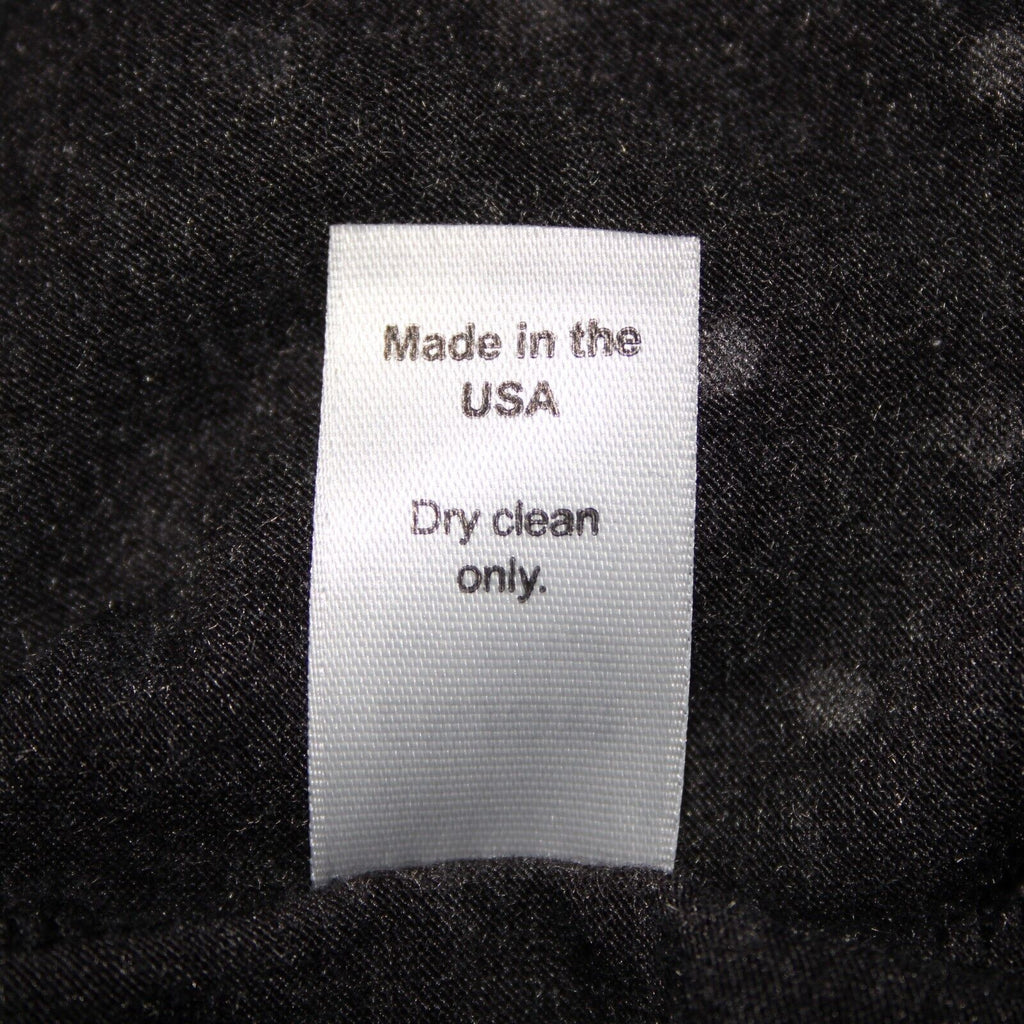 Made in the
USA
Dry clean
only.